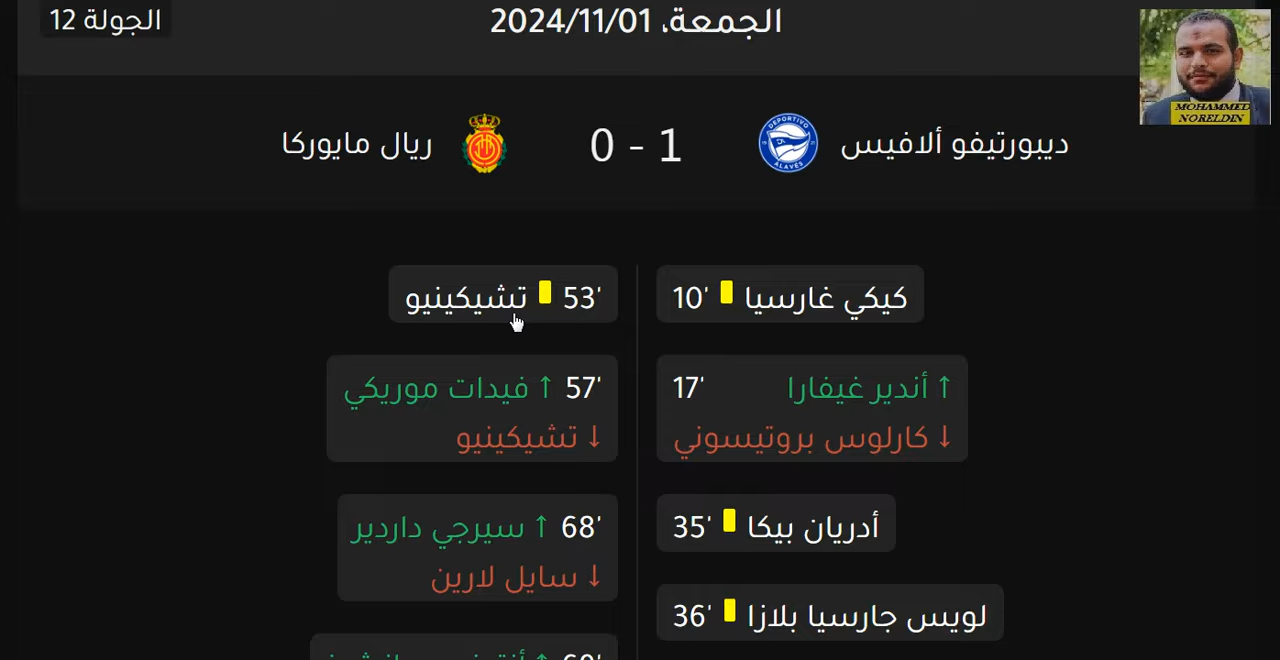 الجمعة، 2024/11/01
الجولة 12
MOHAMMED
NORELDIN
ديبورتيفو ألافيس 1 - 0 ريال مايوركا
DEPORTIVO
ALAVÉS
كيكي غارسيا 10'
53' تشيكينيو
↑ أندير غيفارا 17'
↓ كارلوس بروتيسوني
57' ↑ فيدات موريكي
↓ تشيكينيو
أدريان بيكا 35'
68' ↑ سيرجي داردير
↓ سايل لارين
لويس جارسيا بلازا 36'